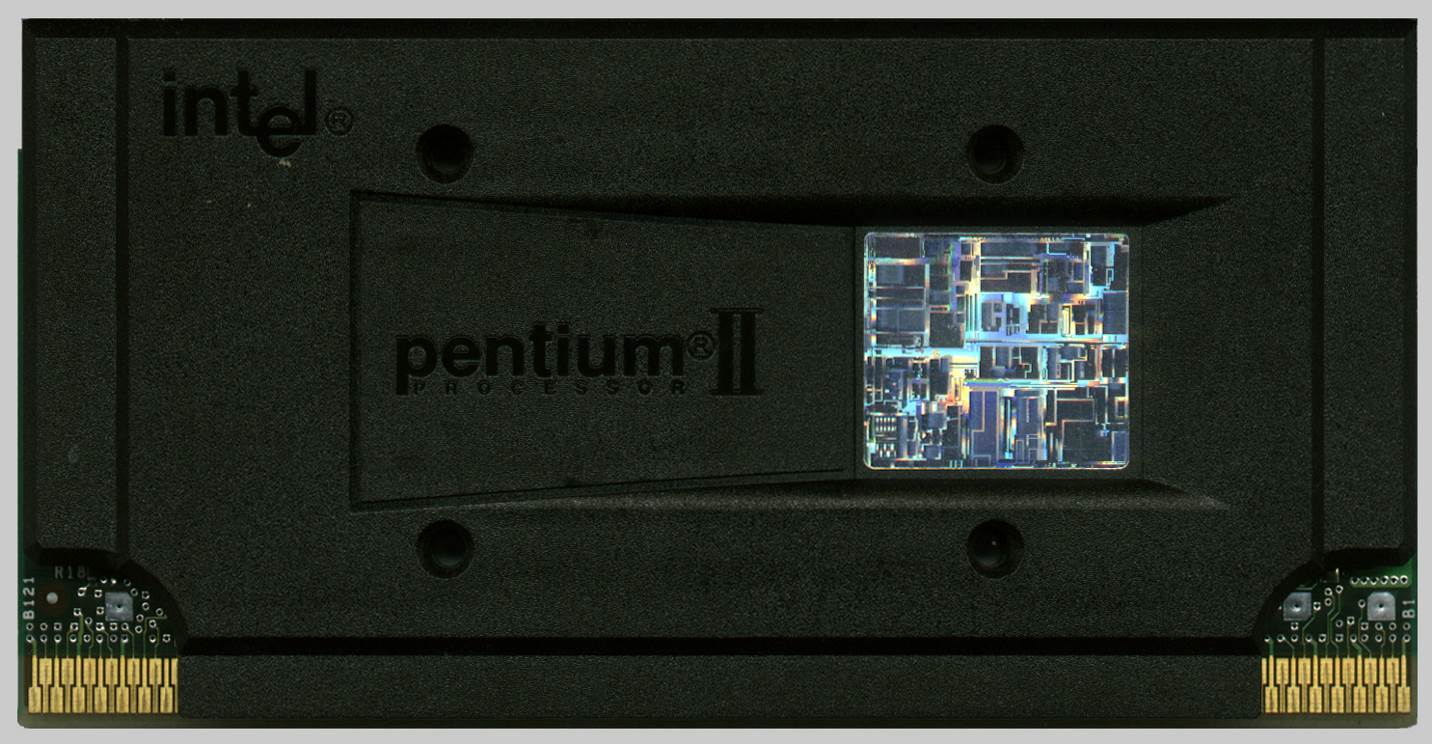 intel®
pentium® II
PROCESSOR
R18
B121
B1